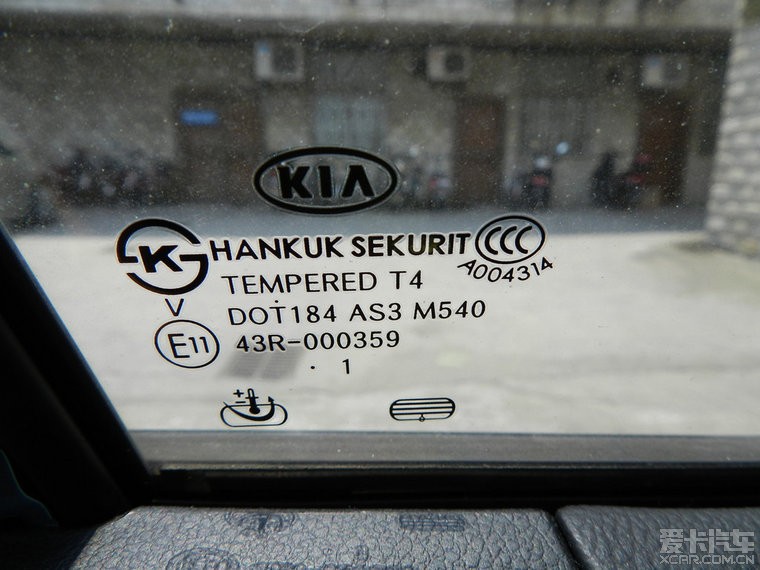 KIA
HANKUK SEKURIT CCC
A004314
TEMPERED T4
V
DOT184 AS3 M540
E11 43R-000359
. 1
爱卡汽车
XCAR.COM.CN